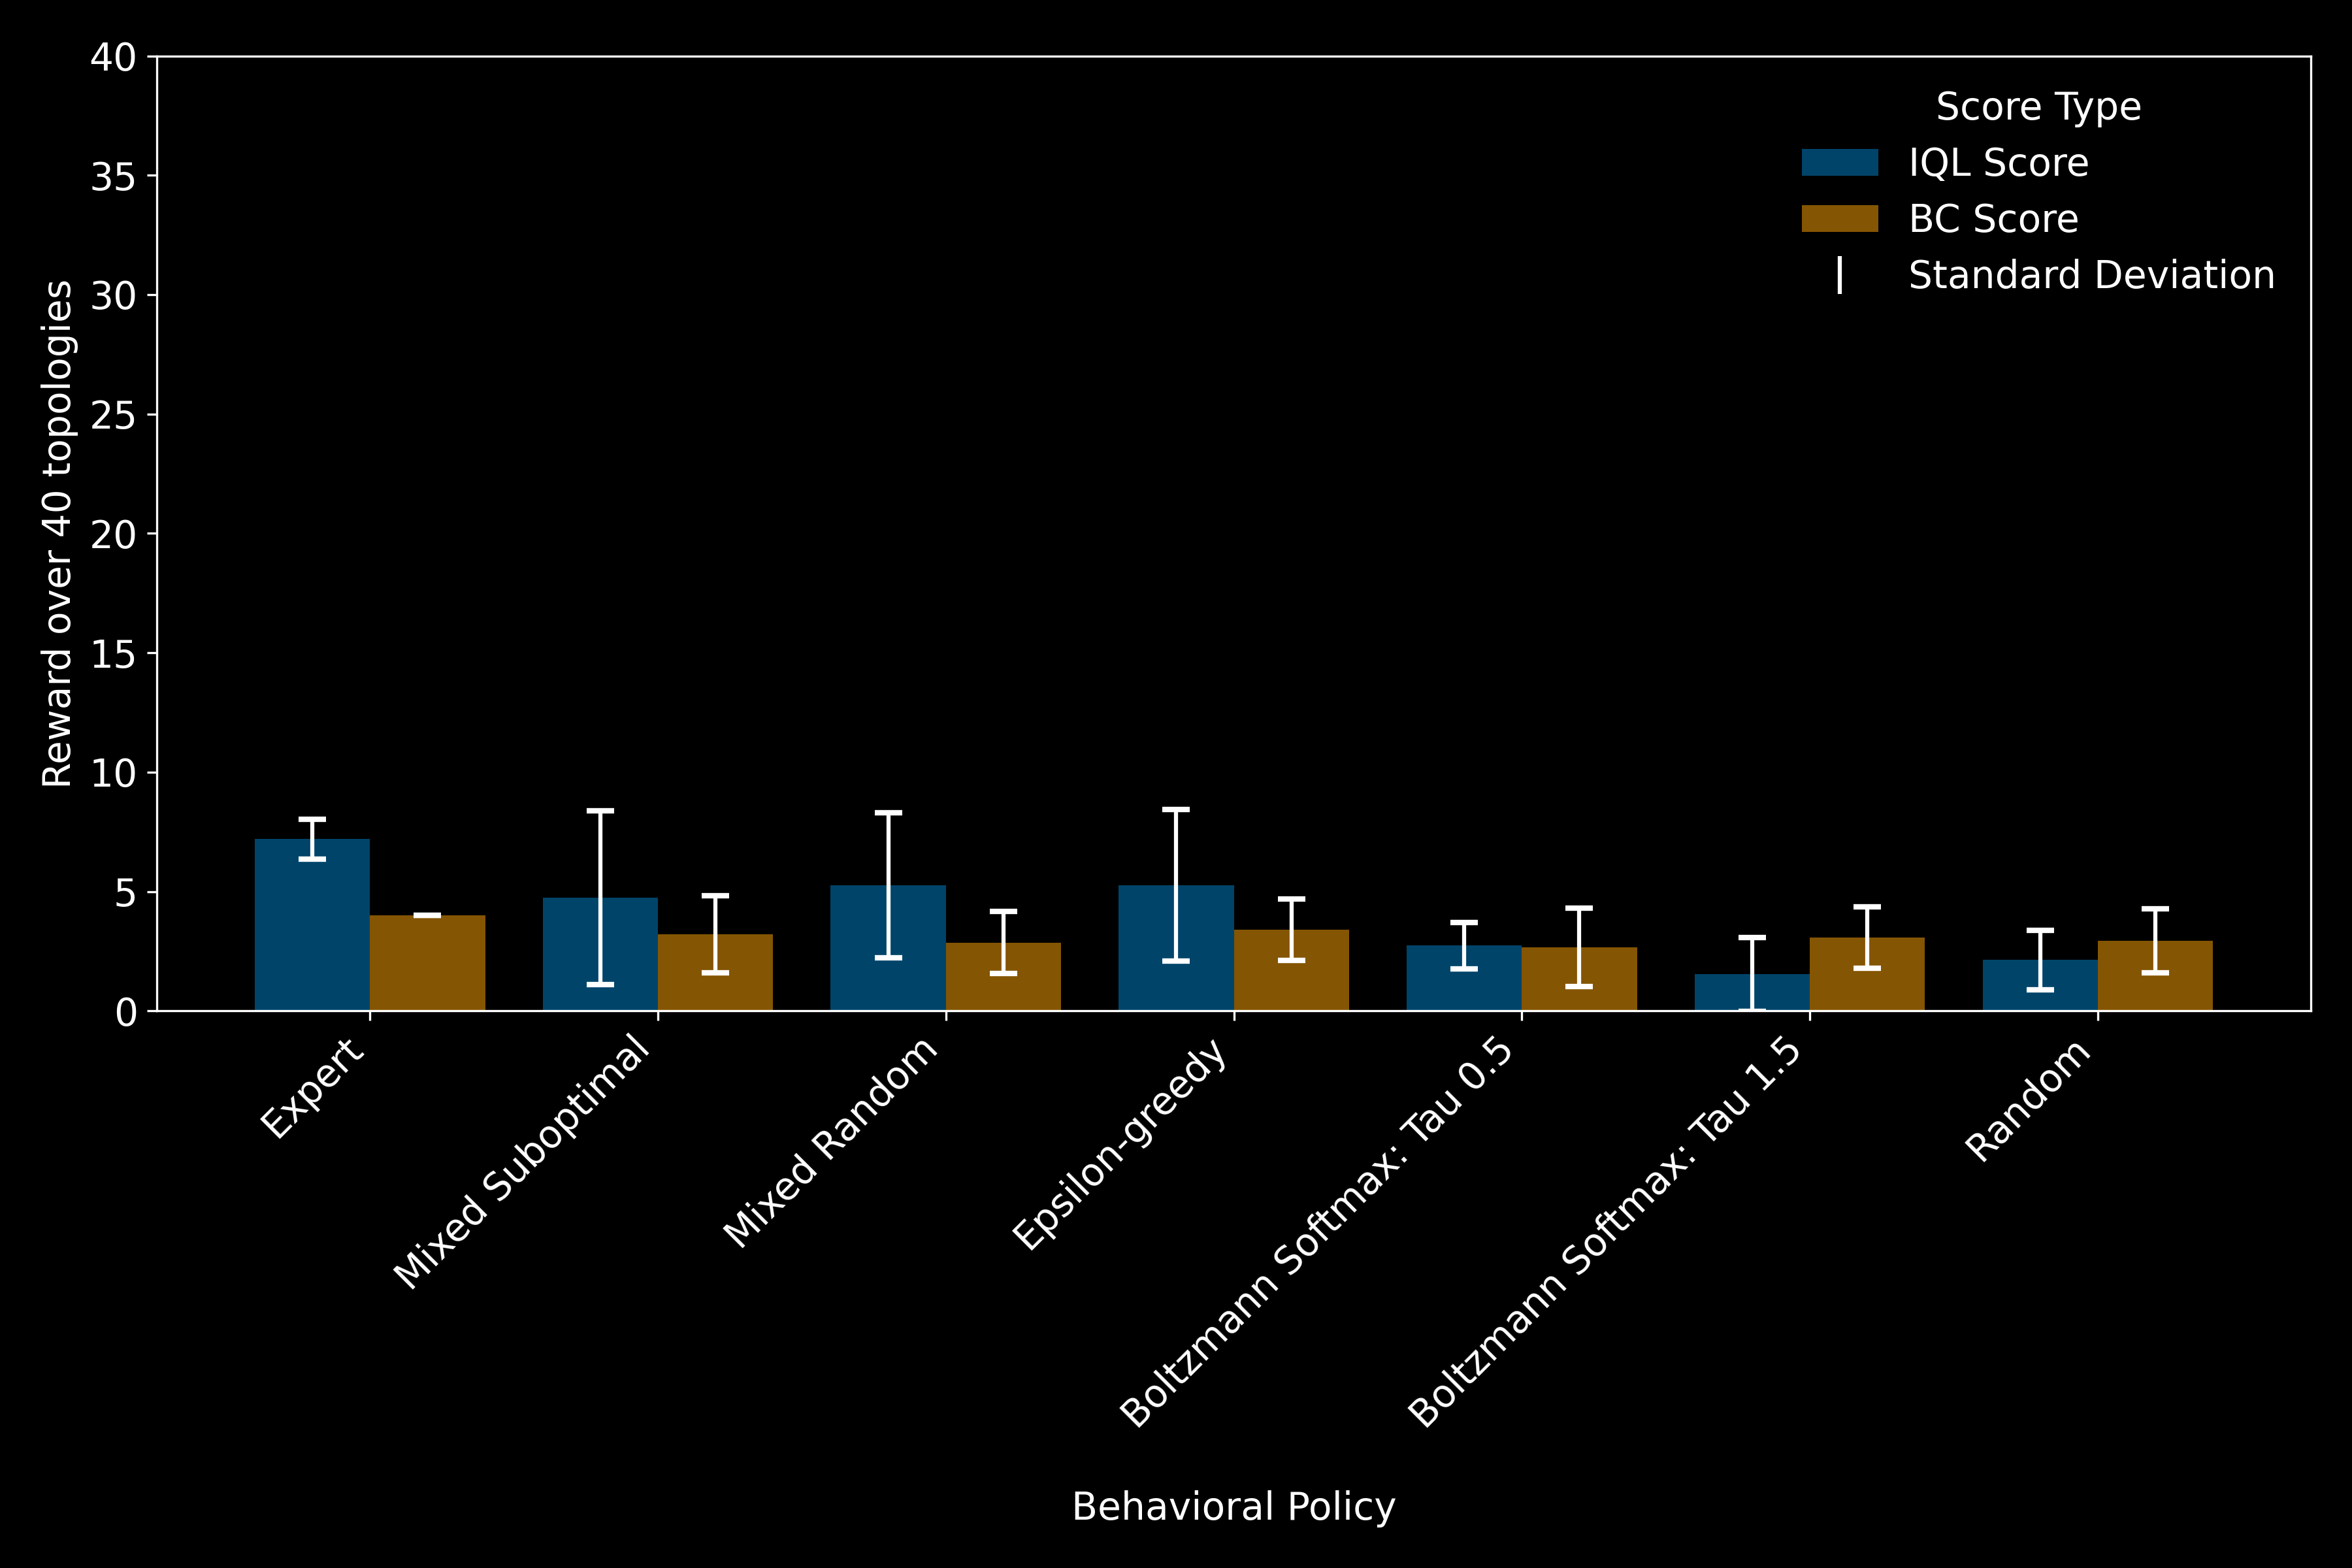 40
35
30
25
20
15
10
5
0
Reward over 40 topologies
Score Type
IQL Score
BC Score
Standard Deviation
Expert
Mixed Suboptimal
Mixed Random
Epsilon-greedy
Boltzmann Softmax: Tau 0.5
Boltzmann Softmax: Tau 1.5
Random
Behavioral Policy